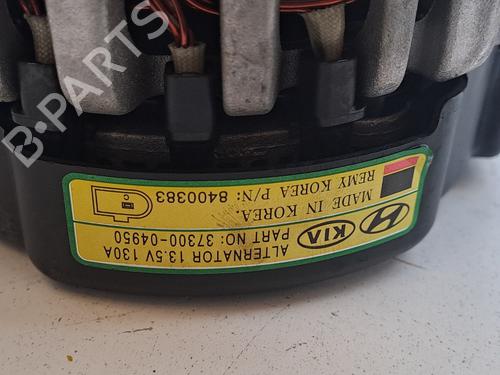 ALTERNATOR 13.5V 130A
PART NO: 37300-04950
KIA
MADE IN KOREA
REMY KOREA P/N: 8400383
C
B-PARTS